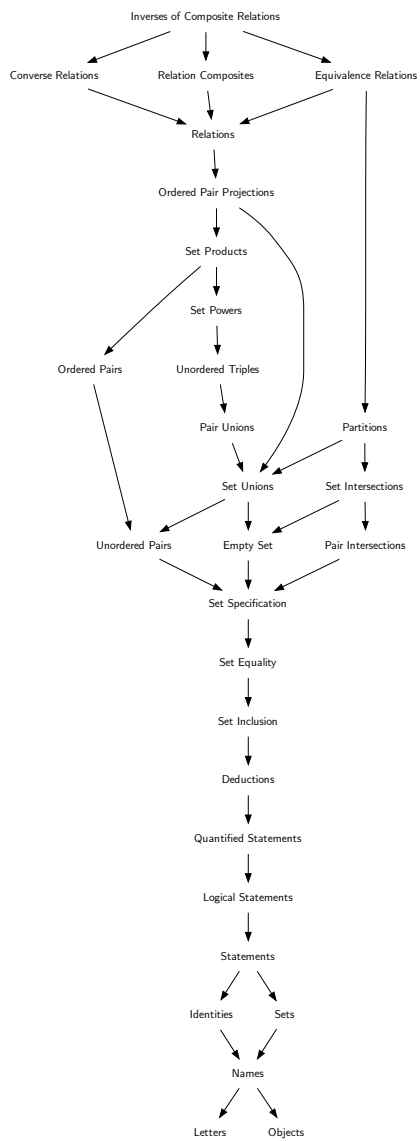 Inverses of Composite Relations
Converse Relations
Relation Composites
Equivalence Relations
Relations
Ordered Pair Projections
Set Products
Set Powers
Ordered Pairs
Unordered Triples
Pair Unions
Partitions
Set Unions
Set Intersections
Unordered Pairs
Empty Set
Pair Intersections
Set Specification
Set Equality
Set Inclusion
Deductions
Quantified Statements
Logical Statements
Statements
Identities
Sets
Names
Letters
Objects